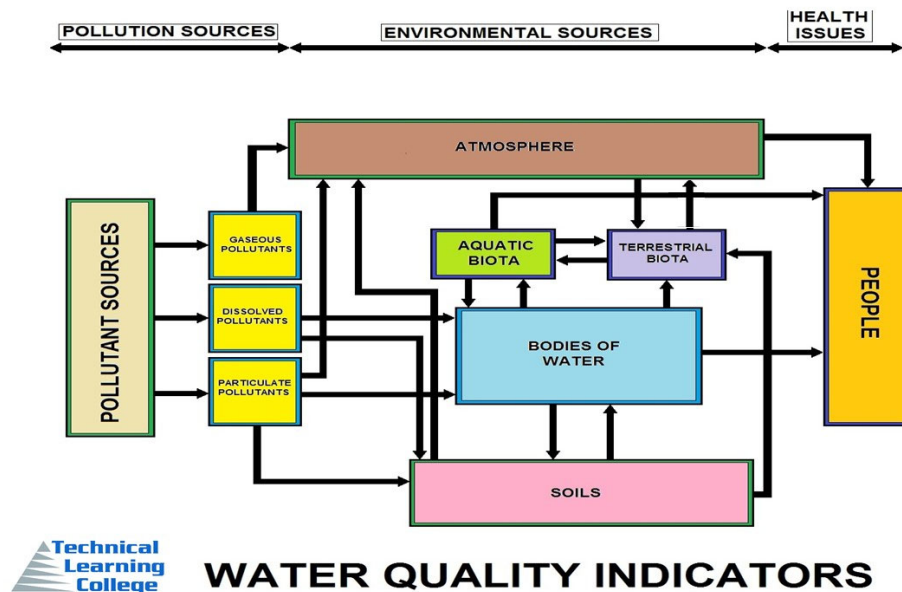 POLLUTION SOURCES
ENVIRONMENTAL SOURCES
HEALTH
ISSUES
ATMOSPHERE
POLLUTANT SOURCES
GASEOUS
POLLUTANTS
DISSOLVED
POLLUTANTS
PARTICULATE
POLLUTANTS
AQUATIC
BIOTA
TERRESTRIAL
BIOTA
BODIES OF
WATER
SOILS
PEOPLE
Technical
Learning
College
WATER QUALITY INDICATORS